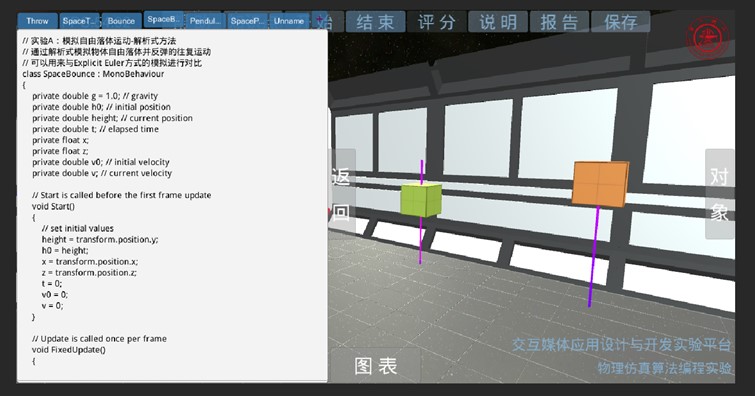 Throw
SpaceT...
Bounce
SpaceB...
Pendul...
SpaceP...
Unname
始
结束
评分
说明
报告
保存
// 实验A：模拟自由落体运动-解析式方法
// 通过解析式模拟物体自由落体并反弹的往复运动
// 可以用来与Explicit Euler方式的模拟进行对比
class SpaceBounce : MonoBehaviour
{
private double g = 1.0; // gravity
private double h0; // initial position
private double height; // current position
private double t; // elapsed time
private float x;
private float z;
private double v0; // initial velocity
private double v; // current velocity
// Start is called before the first frame update
void Start()
{
// set initial values
height = transform.position.y;
h0 = height;
x = transform.position.x;
z = transform.position.z;
t = 0;
v0 = 0;
v = 0;
}
// Update is called once per frame
void FixedUpdate()
{
返
回
对
象
图表
交互媒体应用设计与开发实验平台
物理仿真算法编程实验